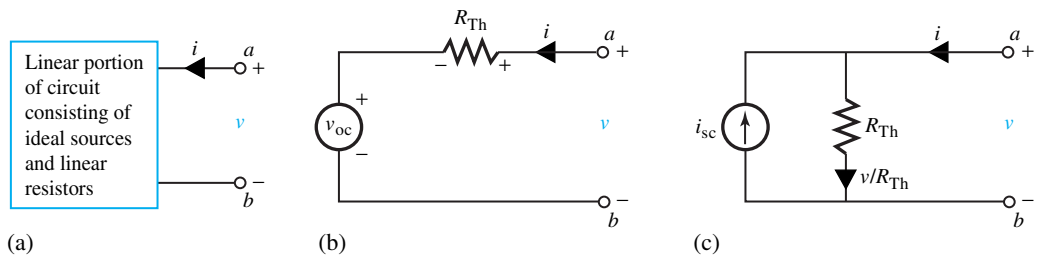 Linear portion
of circuit
consisting of
ideal sources
and linear
resistors
i
a
+
v
−
b
(a)
R_Th
− +
i
a
+
+
v_oc
−
v
−
b
(b)
i
a
+
i_sc
R_Th
v
v/R_Th
−
b
(c)